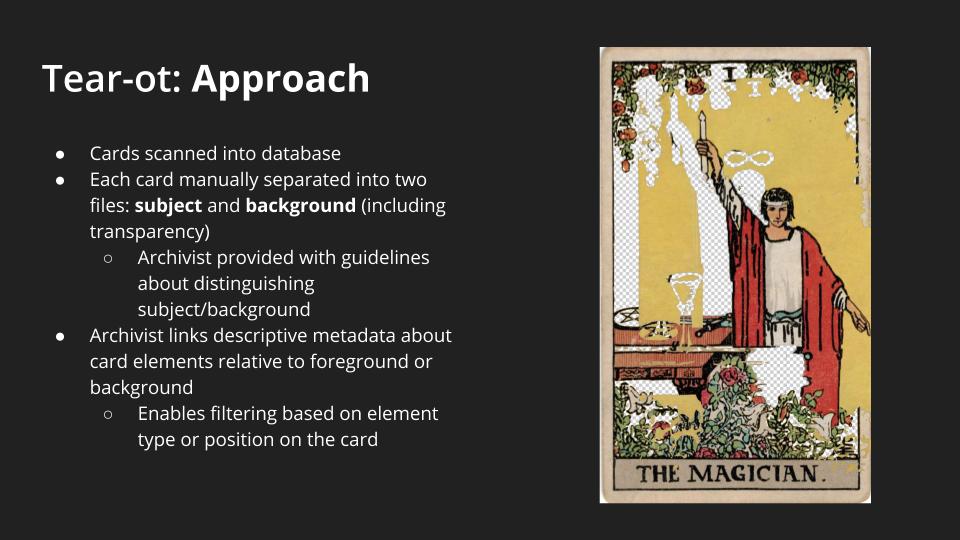 Tear-ot: Approach
● Cards scanned into database
● Each card manually separated into two
files: subject and background (including
transparency)
○ Archivist provided with guidelines
about distinguishing
subject/background
● Archivist links descriptive metadata about
card elements relative to foreground or
background
○ Enables filtering based on element
type or position on the card
I
THE MAGICIAN.